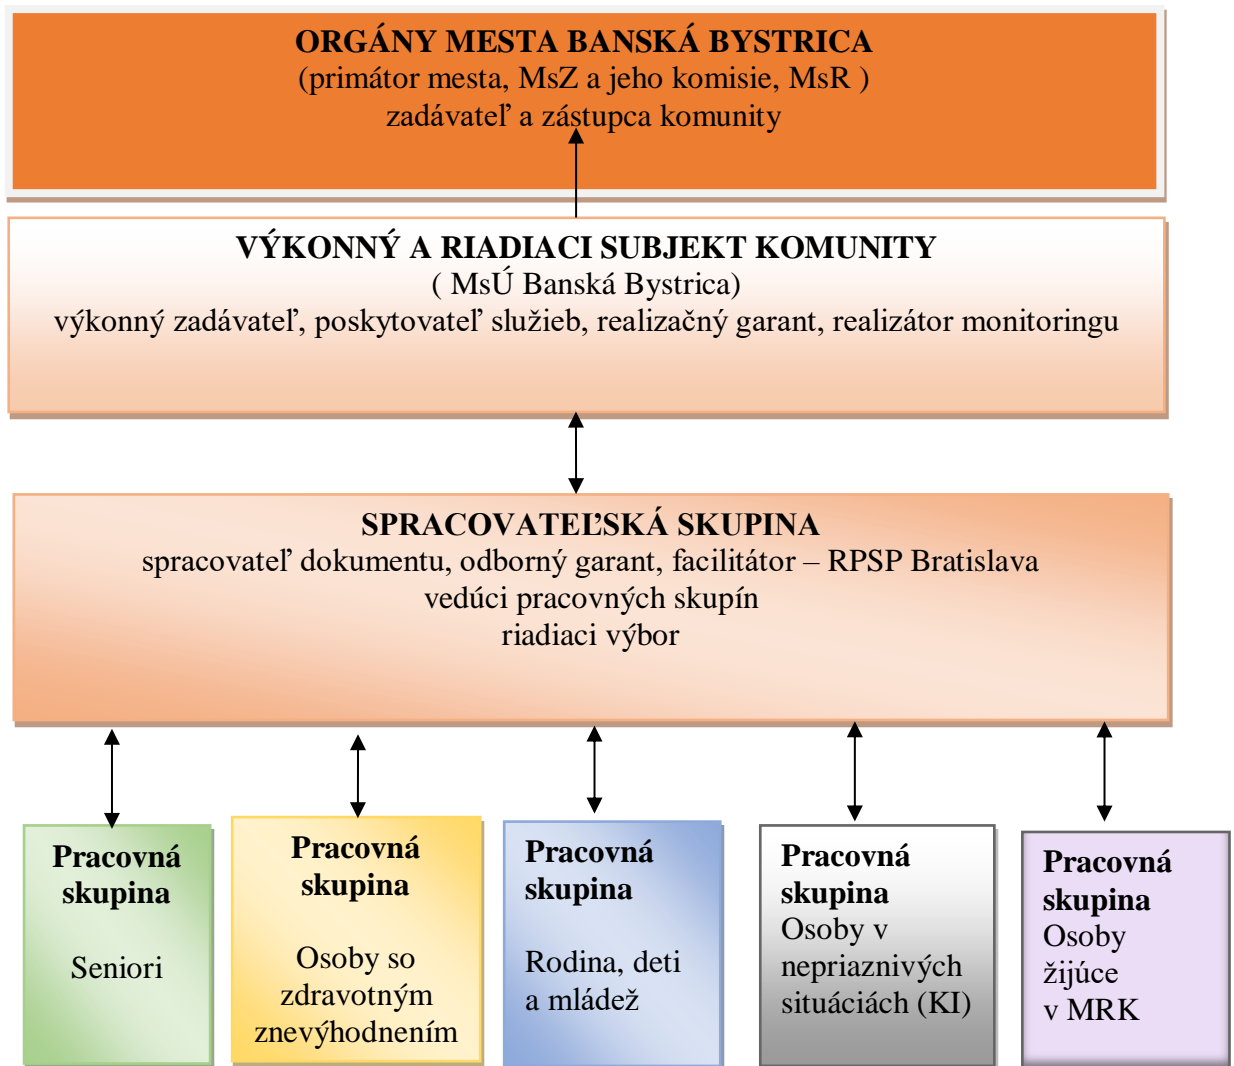 ORGÁNY MESTA BANSKÁ BYSTRICA
(primátor mesta, MsZ a jeho komisie, MsR )
zadávateľ a zástupca komunity
VÝKONNÝ A RIADIACI SUBJEKT KOMUNITY
( MsÚ Banská Bystrica)
výkonný zadávateľ, poskytovateľ služieb, realizačný garant, realizátor monitoringu
SPRACOVATEĽSKÁ SKUPINA
spracovateľ dokumentu, odborný garant, facilitátor – RPSP Bratislava
vedúci pracovných skupín
riadiaci výbor
Pracovná
skupina
Seniori
Pracovná
skupina
Osoby so
zdravotným
znevýhodnením
Pracovná
skupina
Rodina, deti
a mládež
Pracovná
skupina
Osoby v
nepriaznivých
situáciách (KI)
Pracovná
skupina
Osoby
žijúce
v MRK